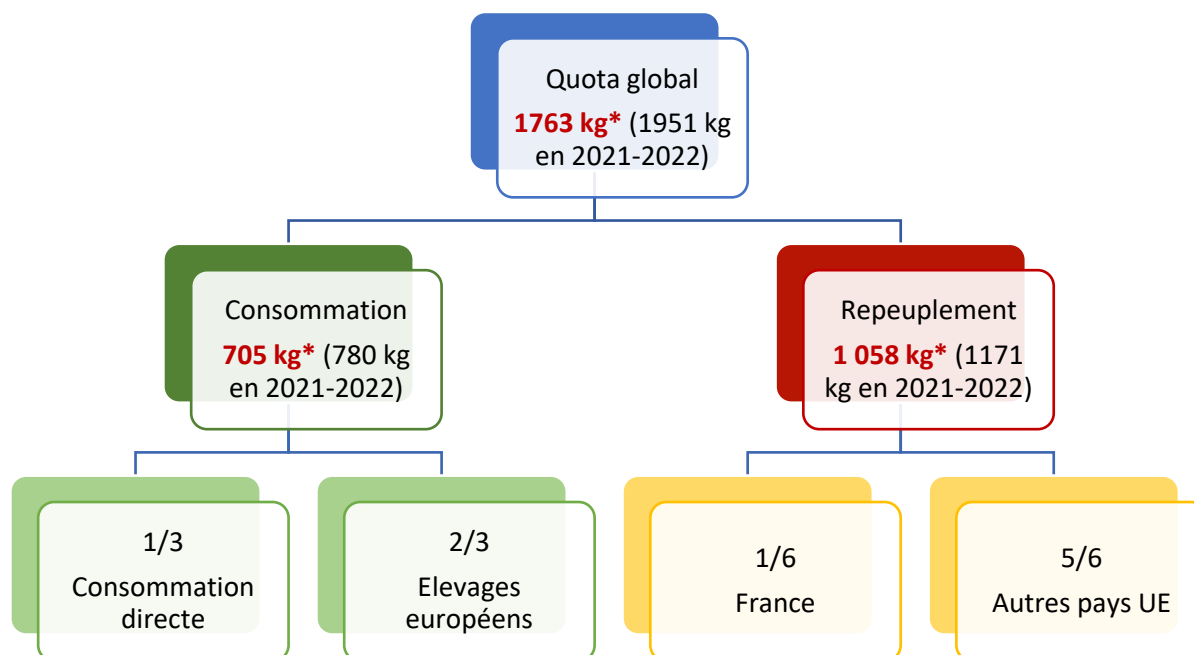 Quota global
1763 kg* (1951 kg
en 2021-2022)
Consommation
705 kg* (780 kg
en 2021-2022)
Repeuplement
1 058 kg* (1171
kg en 2021-2022)
1/3
Consommation
directe
2/3
Elevages
européens
1/6
France
5/6
Autres pays UE